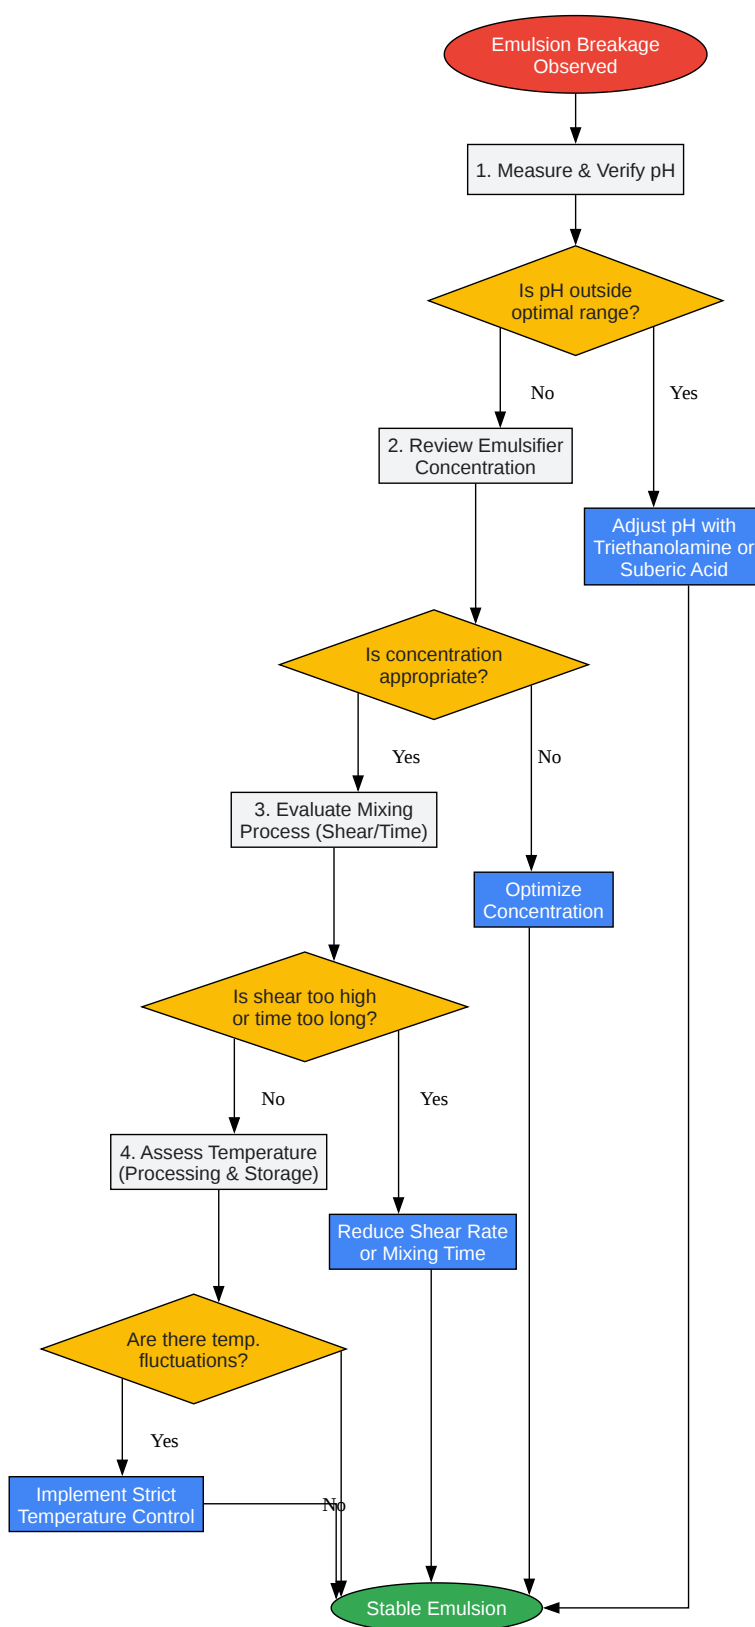 Emulsion Breakage
Observed
1. Measure & Verify pH
Is pH outside
optimal range?
No
Yes
2. Review Emulsifier
Concentration
Adjust pH with
Triethanolamine or
Suberic Acid
Is concentration
appropriate?
Yes
No
3. Evaluate Mixing
Process (Shear/Time)
Optimize
Concentration
Is shear too high
or time too long?
No
Yes
4. Assess Temperature
(Processing & Storage)
Reduce Shear Rate
or Mixing Time
Are there temp.
fluctuations?
Yes
Implement Strict
Temperature Control
No
Stable Emulsion